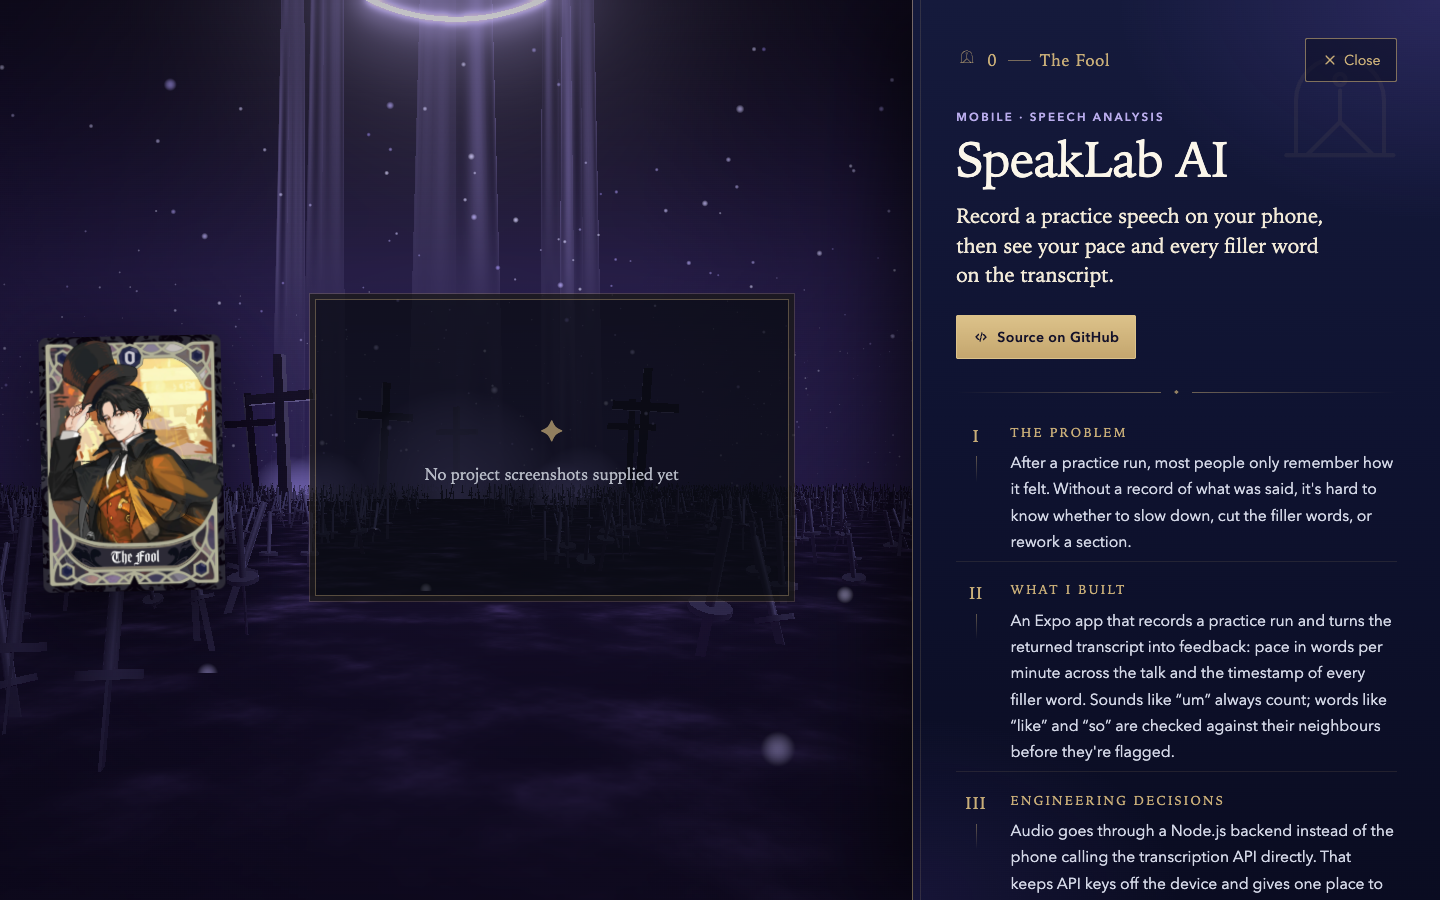 0 — The Fool
✕ Close
MOBILE · SPEECH ANALYSIS
SpeakLab AI
Record a practice speech on your phone,
then see your pace and every filler word
on the transcript.
Source on GitHub
I
THE PROBLEM
After a practice run, most people only remember how
it felt. Without a record of what was said, it's hard to
know whether to slow down, cut the filler words, or
rework a section.
II
WHAT I BUILT
An Expo app that records a practice run and turns the
returned transcript into feedback: pace in words per
minute across the talk and the timestamp of every
filler word. Sounds like “um” always count; words like
“like” and “so” are checked against their neighbours
before they're flagged.
III
ENGINEERING DECISIONS
Audio goes through a Node.js backend instead of the
phone calling the transcription API directly. That
keeps API keys off the device and gives one place to
No project screenshots supplied yet
0
The Fool